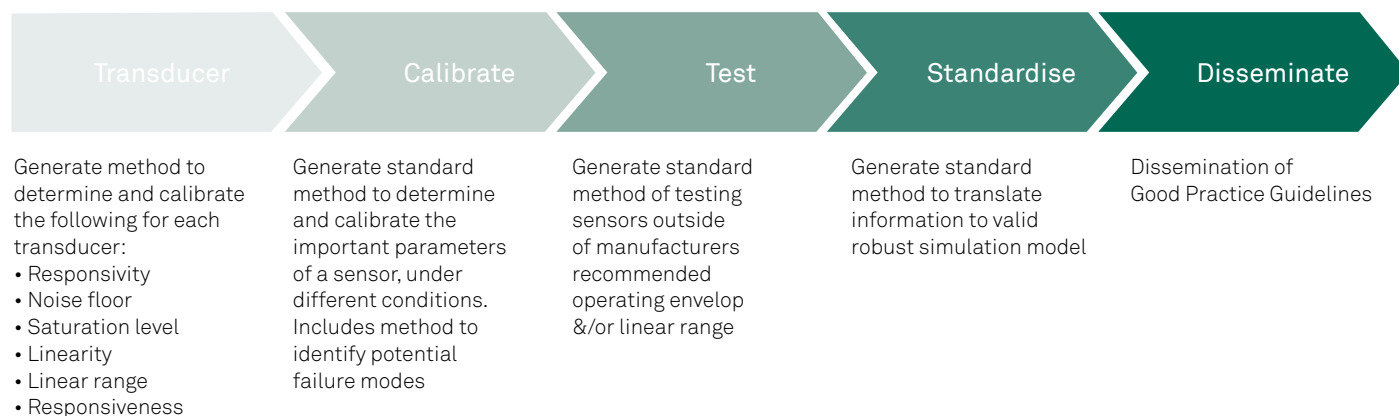 Transducer
Calibrate
Test
Standardise
Disseminate
Generate method to
determine and calibrate
the following for each
transducer:
• Responsivity
• Noise floor
• Saturation level
• Linearity
• Linear range
• Responsiveness
Generate standard
method to determine
and calibrate the
important parameters
of a sensor, under
different conditions.
Includes method to
identify potential
failure modes
Generate standard
method of testing
sensors outside
of manufacturers
recommended
operating envelop
&/or linear range
Generate standard
method to translate
information to valid
robust simulation model
Dissemination of
Good Practice Guidelines